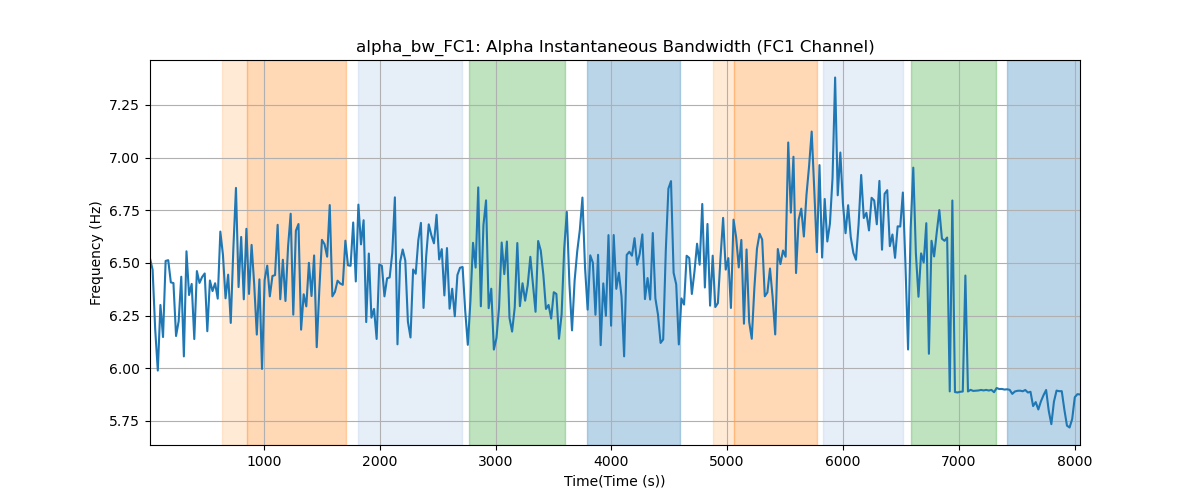 alpha_bw_FC1: Alpha Instantaneous Bandwidth (FC1 Channel)
Frequency (Hz)
7.25
7.00
6.75
6.50
6.25
6.00
5.75
1000 2000 3000 4000 5000 6000 7000 8000
Time(Time (s))